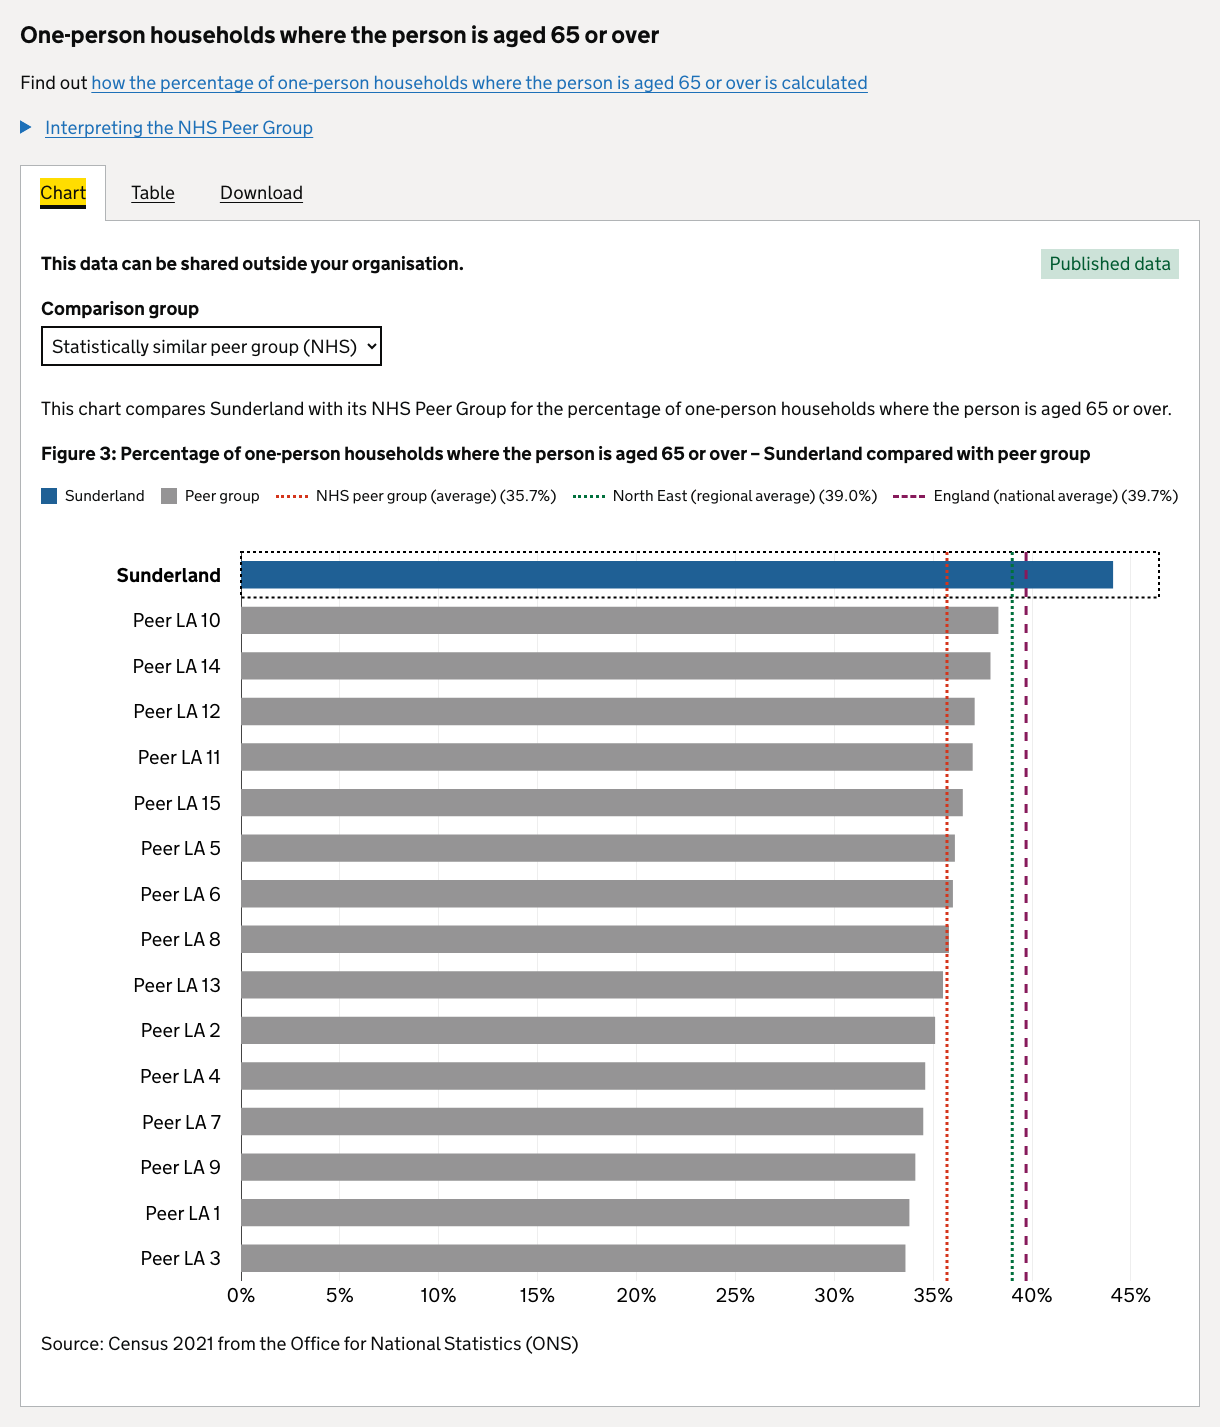 One-person households where the person is aged 65 or over
Find out how the percentage of one-person households where the person is aged 65 or over is calculated
Interpreting the NHS Peer Group
Chart Table Download
This data can be shared outside your organisation. Published data
Comparison group
Statistically similar peer group (NHS)
This chart compares Sunderland with its NHS Peer Group for the percentage of one-person households where the person is aged 65 or over.
Figure 3: Percentage of one-person households where the person is aged 65 or over – Sunderland compared with peer group
Sunderland Peer group NHS peer group (average) (35.7%) North East (regional average) (39.0%) England (national average) (39.7%)
Sunderland
Peer LA 10
Peer LA 14
Peer LA 12
Peer LA 11
Peer LA 15
Peer LA 5
Peer LA 6
Peer LA 8
Peer LA 13
Peer LA 2
Peer LA 4
Peer LA 7
Peer LA 9
Peer LA 1
Peer LA 3
0% 5% 10% 15% 20% 25% 30% 35% 40% 45%
Source: Census 2021 from the Office for National Statistics (ONS)